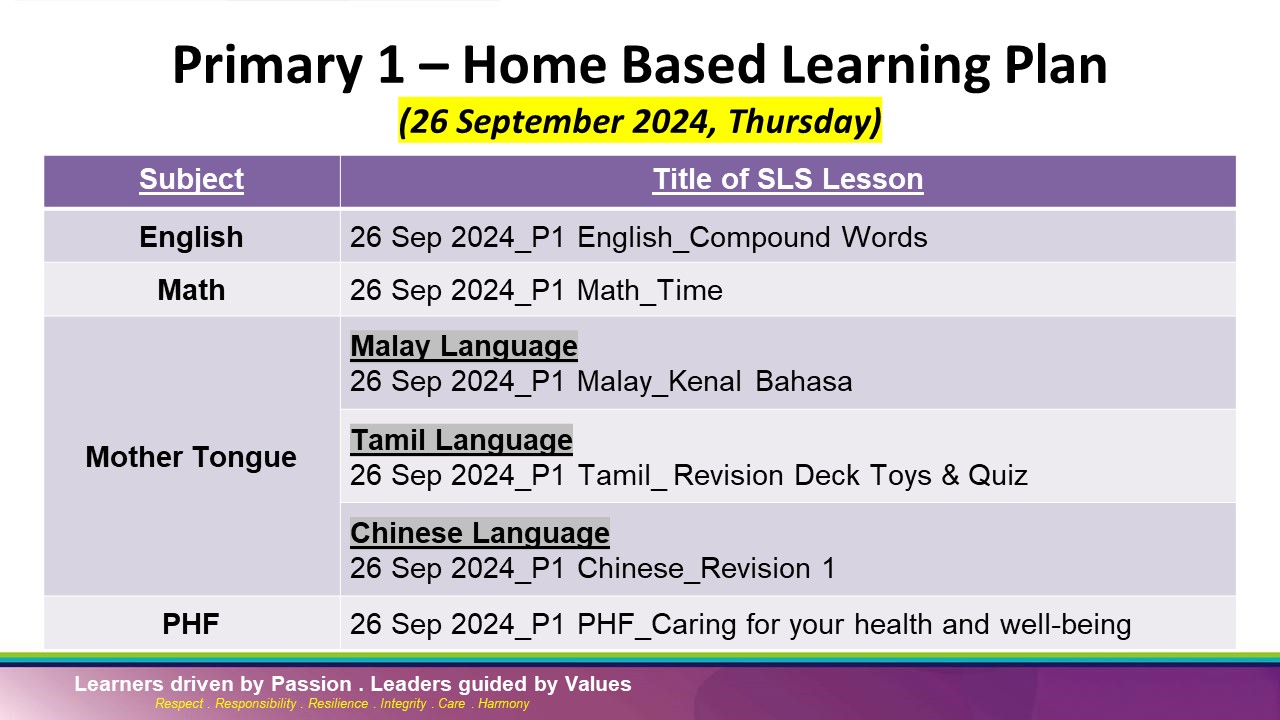 Primary 1 – Home Based Learning Plan
(26 September 2024, Thursday)
Subject
Title of SLS Lesson
English
26 Sep 2024_P1 English_Compound Words
Math
26 Sep 2024_P1 Math_Time
Mother Tongue
Malay Language
26 Sep 2024_P1 Malay_Kenal Bahasa
Tamil Language
26 Sep 2024_P1 Tamil_ Revision Deck Toys & Quiz
Chinese Language
26 Sep 2024_P1 Chinese_Revision 1
PHF
26 Sep 2024_P1 PHF_Caring for your health and well-being
Learners driven by Passion . Leaders guided by Values
Respect . Responsibility . Resilience . Integrity . Care . Harmony